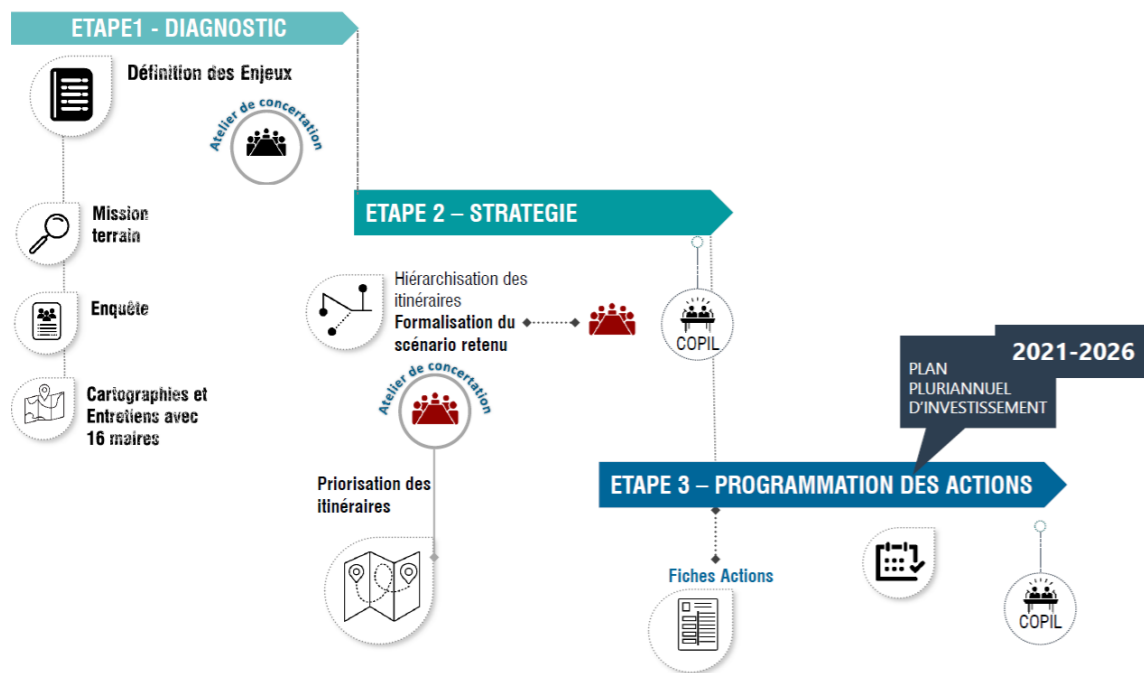 ETAPE1 - DIAGNOSTIC
Définition des Enjeux
Atelier de concertation
Mission
terrain
Enquête
Cartographies et
Entretiens avec
16 maires
ETAPE 2 – STRATEGIE
Hiérarchisation des
itinéraires
Formalisation du
scénario retenu
COPIL
Atelier de concertation
Priorisation des
itinéraires
2021-2026
PLAN
PLURIANNUEL
D'INVESTISSEMENT
ETAPE 3 – PROGRAMMATION DES ACTIONS
Fiches Actions
COPIL